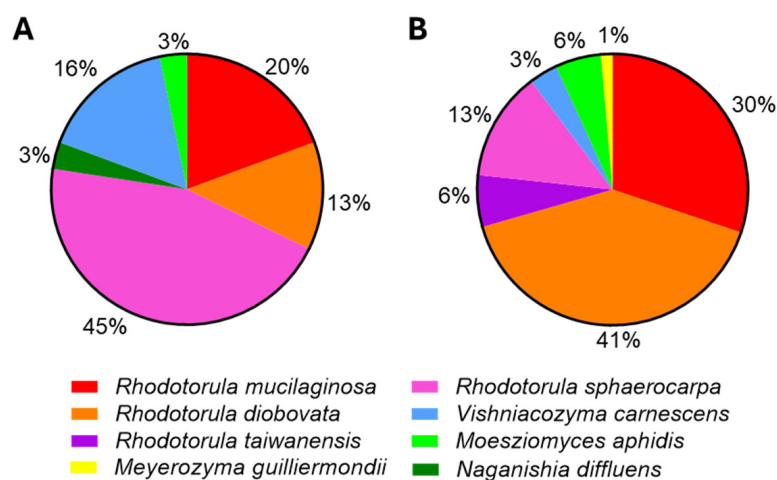 A
B
3%
20%
16%
3%
13%
45%
1%
6%
3%
30%
13%
6%
41%
Rhodotorula mucilaginosa
Rhodotorula diobovata
Rhodotorula taiwanensis
Meyerozyma guilliermondii
Rhodotorula sphaerocarpa
Vishniacozyma carnescens
Moesziomyces aphidis
Naganishia diffluens